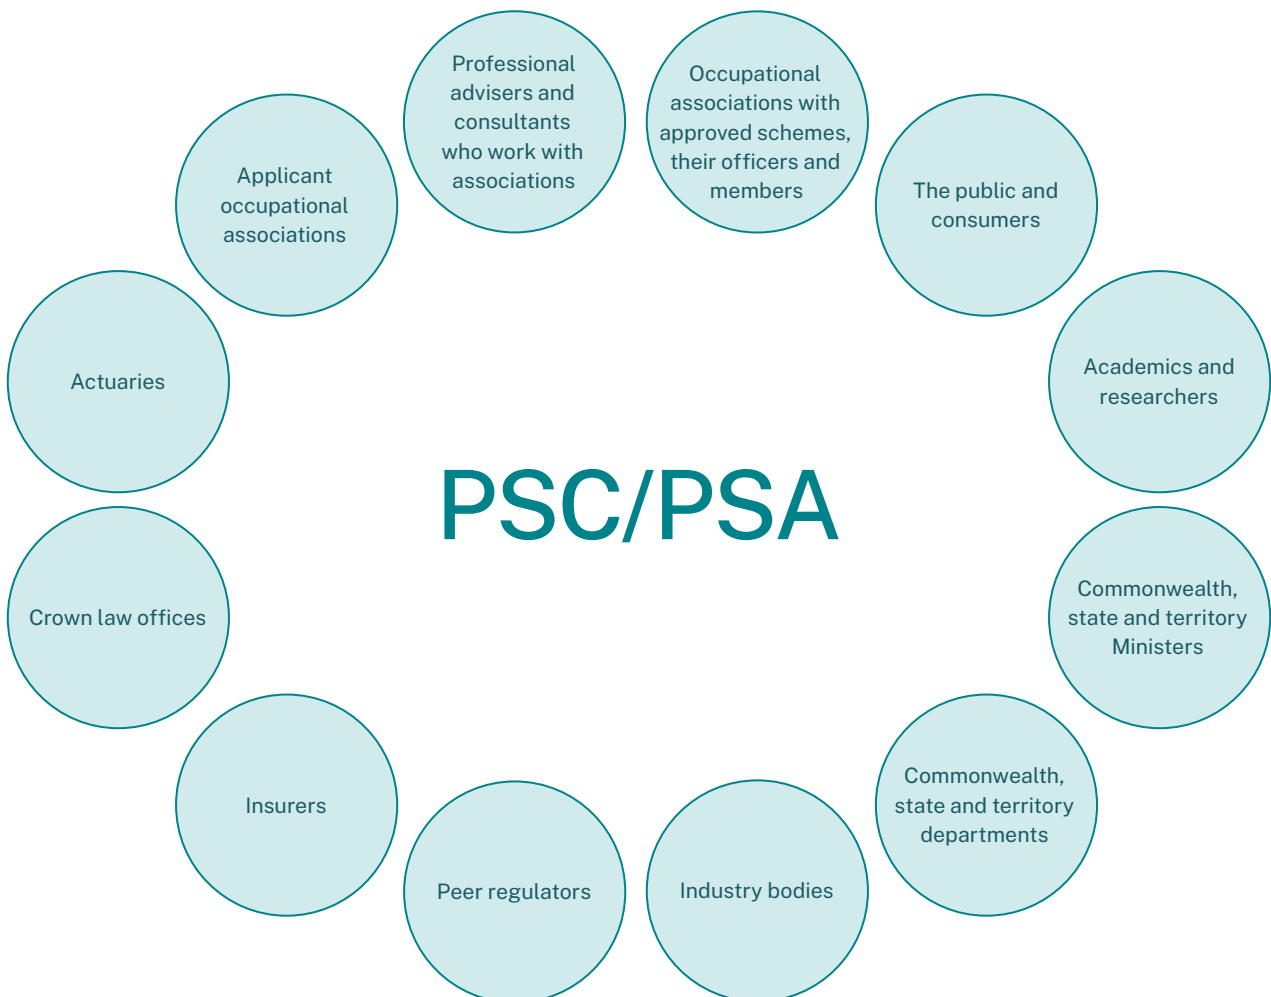 Professional
advisers and
consultants
who work with
associations
Occupational
associations with
approved schemes,
their officers and
members
Applicant
occupational
associations
The public and
consumers
Actuaries
Academics and
researchers
PSC/PSA
Crown law offices
Commonwealth,
state and territory
Ministers
Insurers
Commonwealth,
state and territory
departments
Peer regulators
Industry bodies